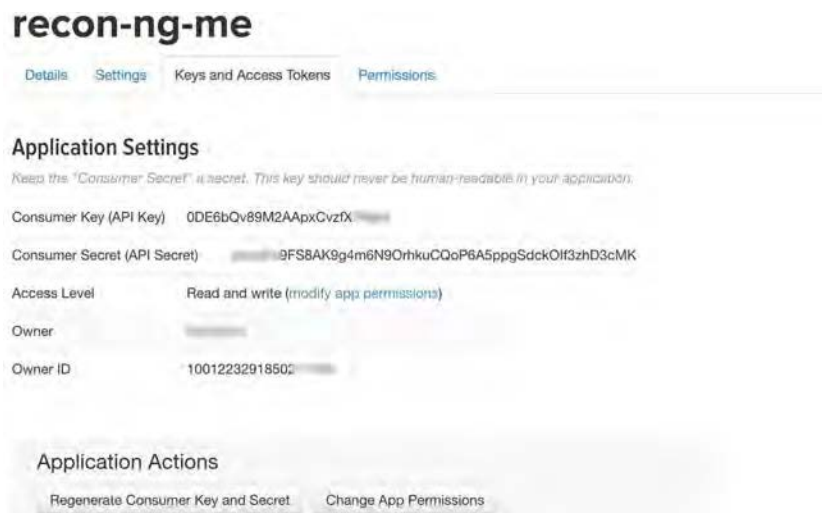 recon-ng-me
Details Settings Keys and Access Tokens Permissions
Application Settings
Keep the "Consumer Secret" a secret. This key should never be human-readable in your application.
Consumer Key (API Key) 0DE6bQv89M2AApxCvzfX
Consumer Secret (API Secret) 9FS8AK9g4m6N9OrhkuCQoP6A5ppgSdckOIf3zhD3cMK
Access Level Read and write (modify app permissions)
Owner
Owner ID 10012232918502
Application Actions
Regenerate Consumer Key and Secret Change App Permissions